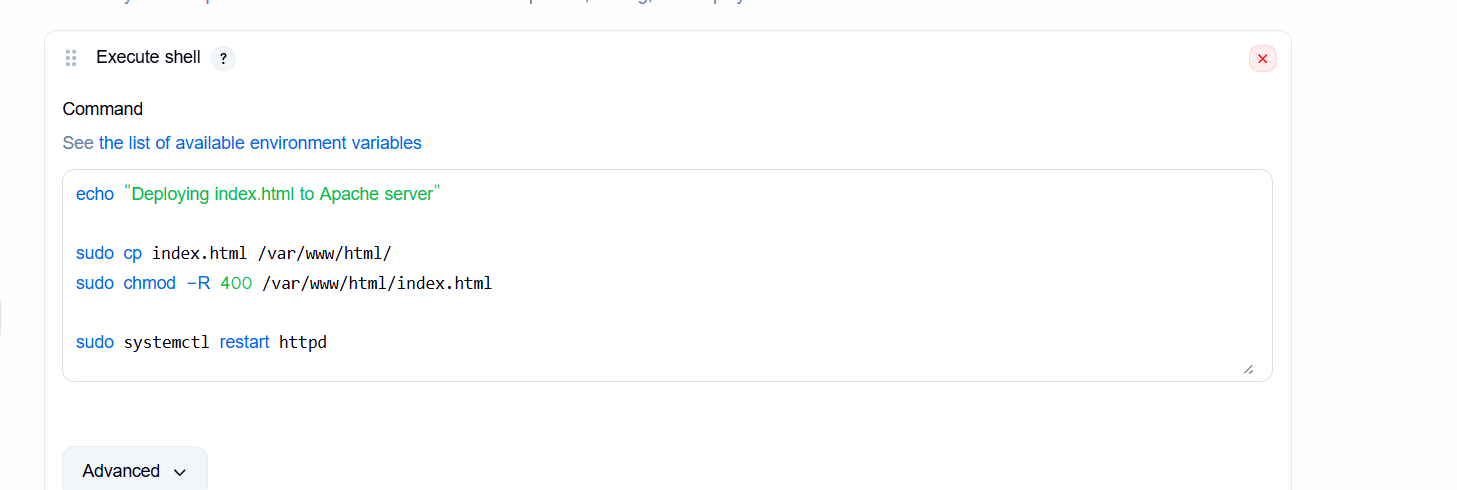 Execute shell ?
Command
See the list of available environment variables
echo "Deploying index.html to Apache server"
sudo cp index.html /var/www/html/
sudo chmod -R 400 /var/www/html/index.html
sudo systemctl restart httpd
Advanced